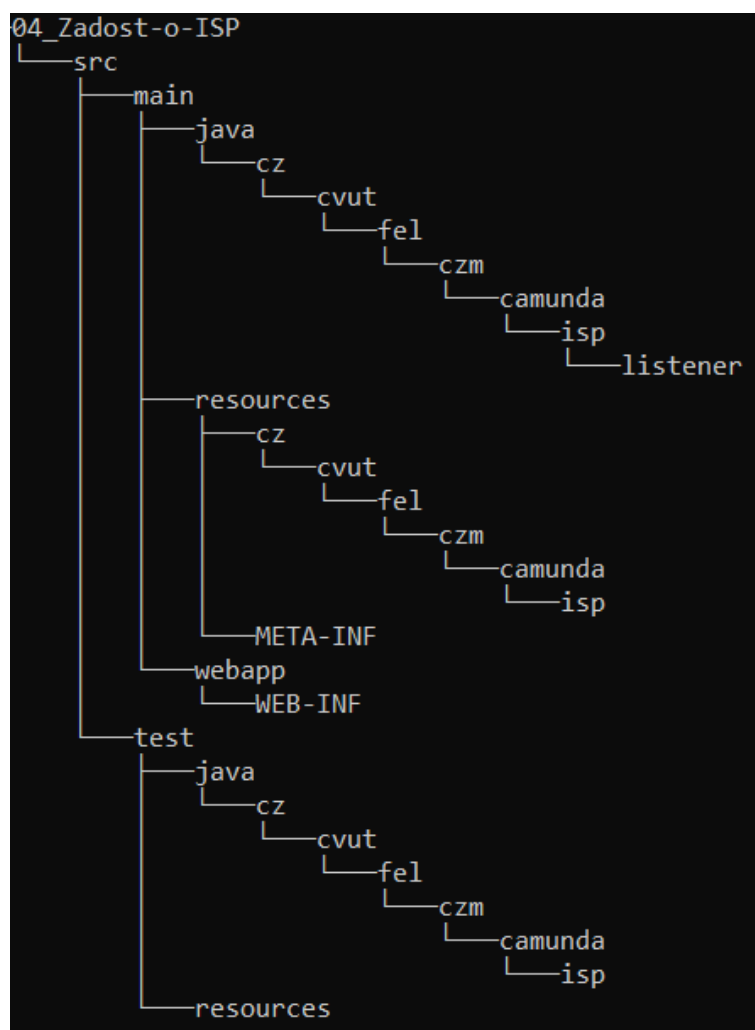 04_Zadost-o-ISP
└───src
    ├───main
    │   ├───java
    │   │   └───cz
    │   │       └───cvut
    │   │           └───fel
    │   │               └───czm
    │   │                   └───camunda
    │   │                       └───isp
    │   │                           └───listener
    │   ├───resources
    │   │   ├───cz
    │   │   │   └───cvut
    │   │   │       └───fel
    │   │   │           └───czm
    │   │   │               └───camunda
    │   │   │                   └───isp
    │   │   └───META-INF
    │   └───webapp
    │       └───WEB-INF
    └───test
        ├───java
        │   └───cz
        │       └───cvut
        │           └───fel
        │               └───czm
        │                   └───camunda
        │                       └───isp
        └───resources